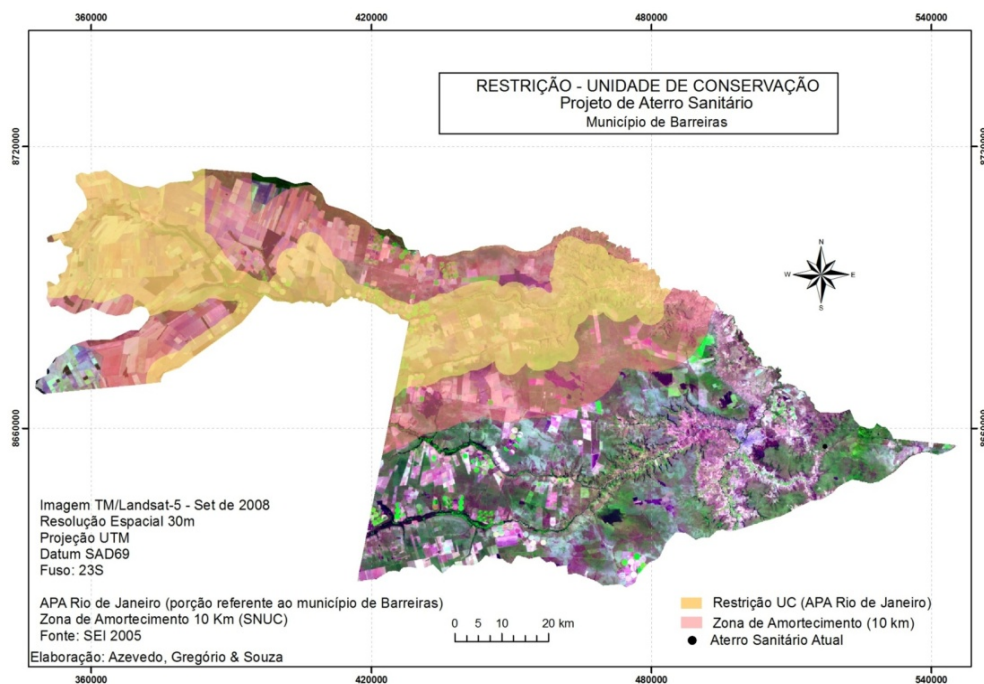 360000 420000 480000 540000
RESTRIÇÃO - UNIDADE DE CONSERVAÇÃO
Projeto de Aterro Sanitário
Município de Barreiras
8720000 8720000
N
W E
S
8660000 8660000
Imagem TM/Landsat-5 - Set de 2008
Resolução Espacial 30m
Projeção UTM
Datum SAD69
Fuso: 23S
APA Rio de Janeiro (porção referente ao município de Barreiras)
Zona de Amortecimento 10 Km (SNUC)
Fonte: SEI 2005
Elaboração: Azevedo, Gregório & Souza
0 5 10 20 km
Restrição UC (APA Rio de Janeiro)
Zona de Amortecimento (10 km)
Aterro Sanitário Atual
360000 420000 480000 540000